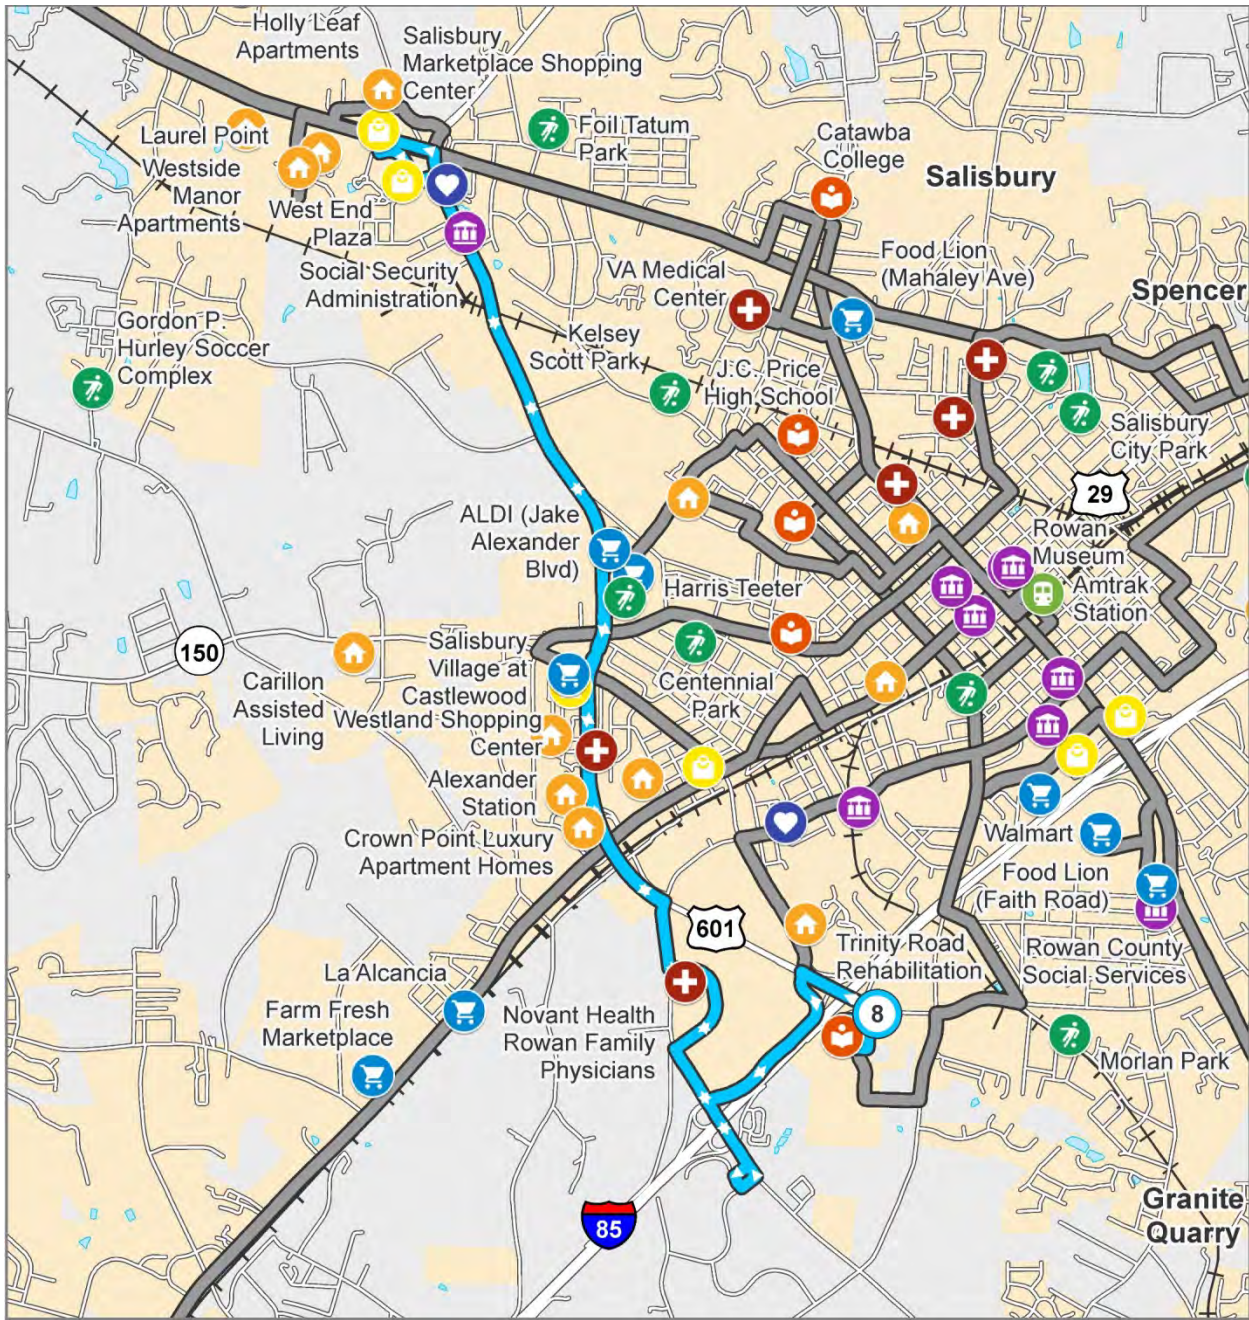 Holly Leaf
Apartments
Salisbury
Marketplace Shopping
Center
Laurel Point
Westside
Manor
Apartments
West End
Plaza
Foil Tatum
Park
Catawba
College
Salisbury
Social Security
Administration
VA Medical
Center
Food Lion
(Mahaley Ave)
Spencer
Gordon P.
Hurley Soccer
Complex
Kelsey
Scott Park
J.C. Price
High School
Salisbury
City Park
29
ALDI (Jake
Alexander
Blvd)
Rowan
Museum
Amtrak
Station
Harris Teeter
150
Carillon
Assisted
Living
Salisbury
Village at
Castlewood
Westland Shopping
Center
Centennial
Park
Alexander
Station
Crown Point Luxury
Apartment Homes
Walmart
Food Lion
(Faith Road)
601
Trinity Road
Rehabilitation
Rowan County
Social Services
La Alcancia
Farm Fresh
Marketplace
Novant Health
Rowan Family
Physicians
8
Morlan Park
85
Granite
Quarry